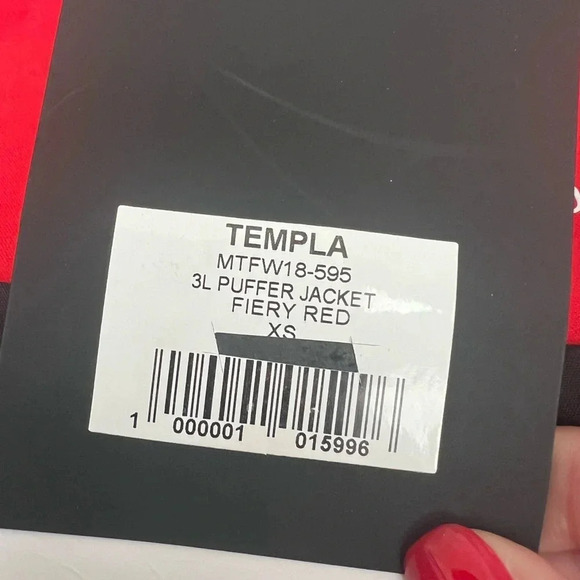 TEMPLA
MTFW18-595
3L PUFFER JACKET
FIERY RED
XS
1 000001 015996